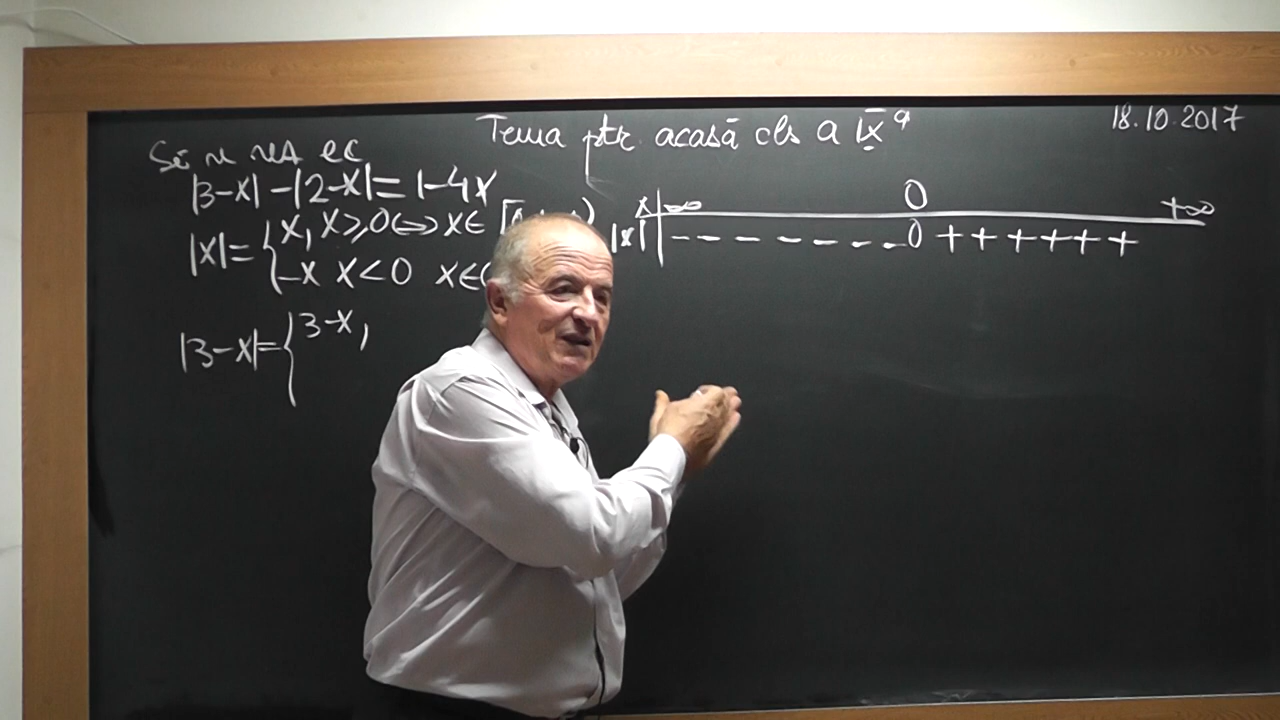 Tema ptr. acasă cls a IX a
18.10.2017
Să n rez ec
|3-x| - |2-x| = 1-4x
|x| = { x, x ≥ 0 ⟺ x ∈ [
-x x < 0 x ∈ (
|3-x| = { 3-x,
x | -∞ 0 +∞
|x| | - - - - - - - 0 + + + + + +